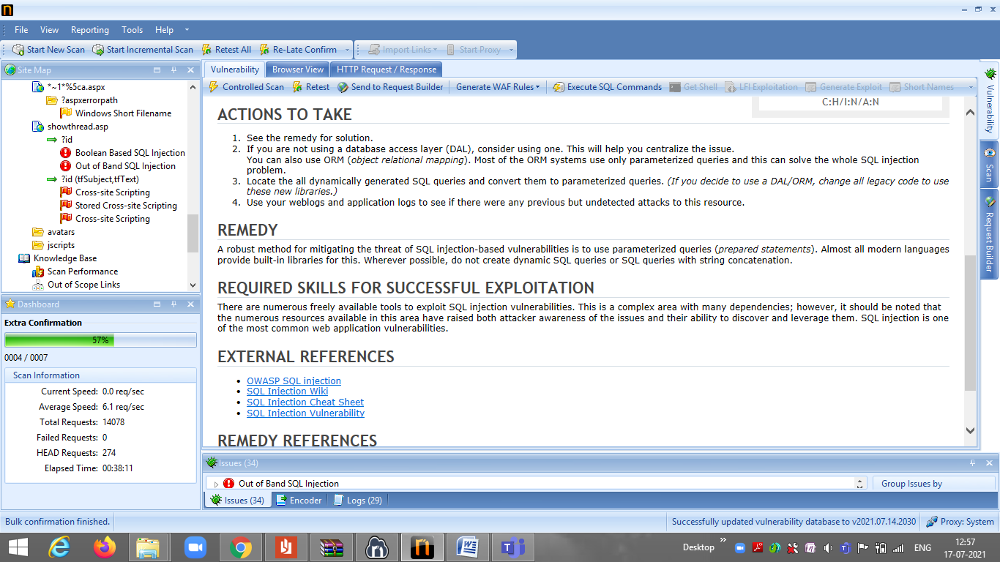 File View Reporting Tools Help
Start New Scan Start Incremental Scan Retest All Re-Late Confirm Import Links Start Proxy
Site Map
*~1*%5ca.aspx
?aspxerrorpath
Windows Short Filename
showthread.asp
?id
Boolean Based SQL Injection
Out of Band SQL Injection
?id (tfSubject,tfText)
Cross-site Scripting
Stored Cross-site Scripting
Cross-site Scripting
avatars
jscripts
Knowledge Base
Scan Performance
Out of Scope Links
Dashboard
Extra Confirmation
57%
0004 / 0007
Scan Information
Current Speed: 0.0 req/sec
Average Speed: 6.1 req/sec
Total Requests: 14078
Failed Requests: 0
HEAD Requests: 274
Elapsed Time: 00:38:11
Vulnerability Browser View HTTP Request / Response
Controlled Scan Retest Send to Request Builder Generate WAF Rules Execute SQL Commands Get Shell LFI Exploitation Generate Exploit Short Names
C:H/I:N/A:N
ACTIONS TO TAKE
1. See the remedy for solution.
2. If you are not using a database access layer (DAL), consider using one. This will help you centralize the issue.
You can also use ORM (object relational mapping). Most of the ORM systems use only parameterized queries and this can solve the whole SQL injection
problem.
3. Locate the all dynamically generated SQL queries and convert them to parameterized queries. (If you decide to use a DAL/ORM, change all legacy code to use
these new libraries.)
4. Use your weblogs and application logs to see if there were any previous but undetected attacks to this resource.
REMEDY
A robust method for mitigating the threat of SQL injection-based vulnerabilities is to use parameterized queries (prepared statements). Almost all modern languages
provide built-in libraries for this. Wherever possible, do not create dynamic SQL queries or SQL queries with string concatenation.
REQUIRED SKILLS FOR SUCCESSFUL EXPLOITATION
There are numerous freely available tools to exploit SQL injection vulnerabilities. This is a complex area with many dependencies; however, it should be noted that
the numerous resources available in this area have raised both attacker awareness of the issues and their ability to discover and leverage them. SQL injection is one
of the most common web application vulnerabilities.
EXTERNAL REFERENCES
• OWASP SQL injection
• SQL Injection Wiki
• SQL Injection Cheat Sheet
• SQL Injection Vulnerability
REMEDY REFERENCES
Vulnerability
Scan
Request Builder
Issues (34)
Out of Band SQL Injection
Group Issues by
Issues (34) Encoder Logs (29)
Bulk confirmation finished. Successfully updated vulnerability database to v2021.07.14.2030 Proxy: System
Desktop ENG 12:57
17-07-2021